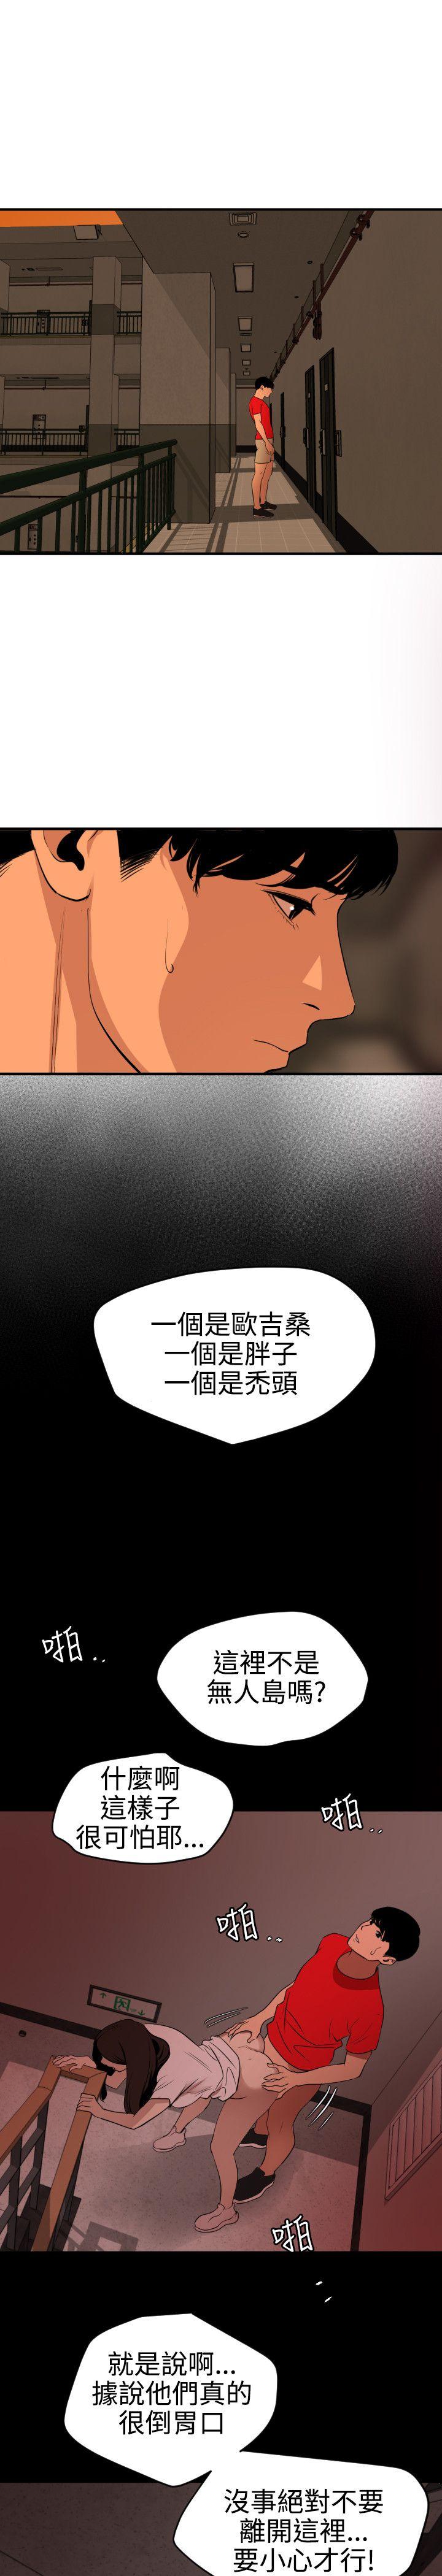 一個是歐吉桑
一個是胖子
一個是禿頭
啪..
這裡不是
無人島嗎?
什麼啊
這樣子
很可怕耶...
啪..
啪..
啪
就是說啊...
據說他們真的
很倒胃口
沒事絕對不要
離開這裡...
要小心才行!